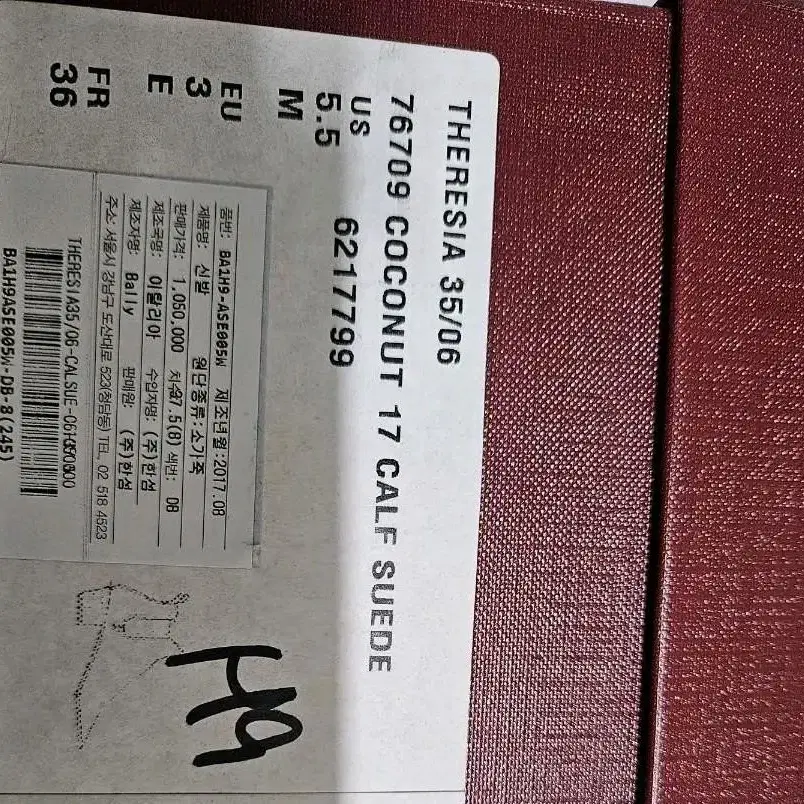 THERESIA 35/06
76709 COCONUT 17 CALF SUEDE
US 6217799
5.5
M
EU
3
E
FR
36
품번: BA1H9-ASE005W 제조년월:2017.08
제품명: 신발 원단종류:소가죽
판매가격: 1,050,000 치수37.5(8) 색번: DB
제조국명: 이탈리아 수입자명: (주)한섬
제조자명: Bally 판매원: (주)한섬
주소: 서울시 강남구 도산대로 523(청담동) TEL. 02 518 4523
THERESIA35/06-CALSUE-06
BA1H9ASE005W-DB-8(245)
H9